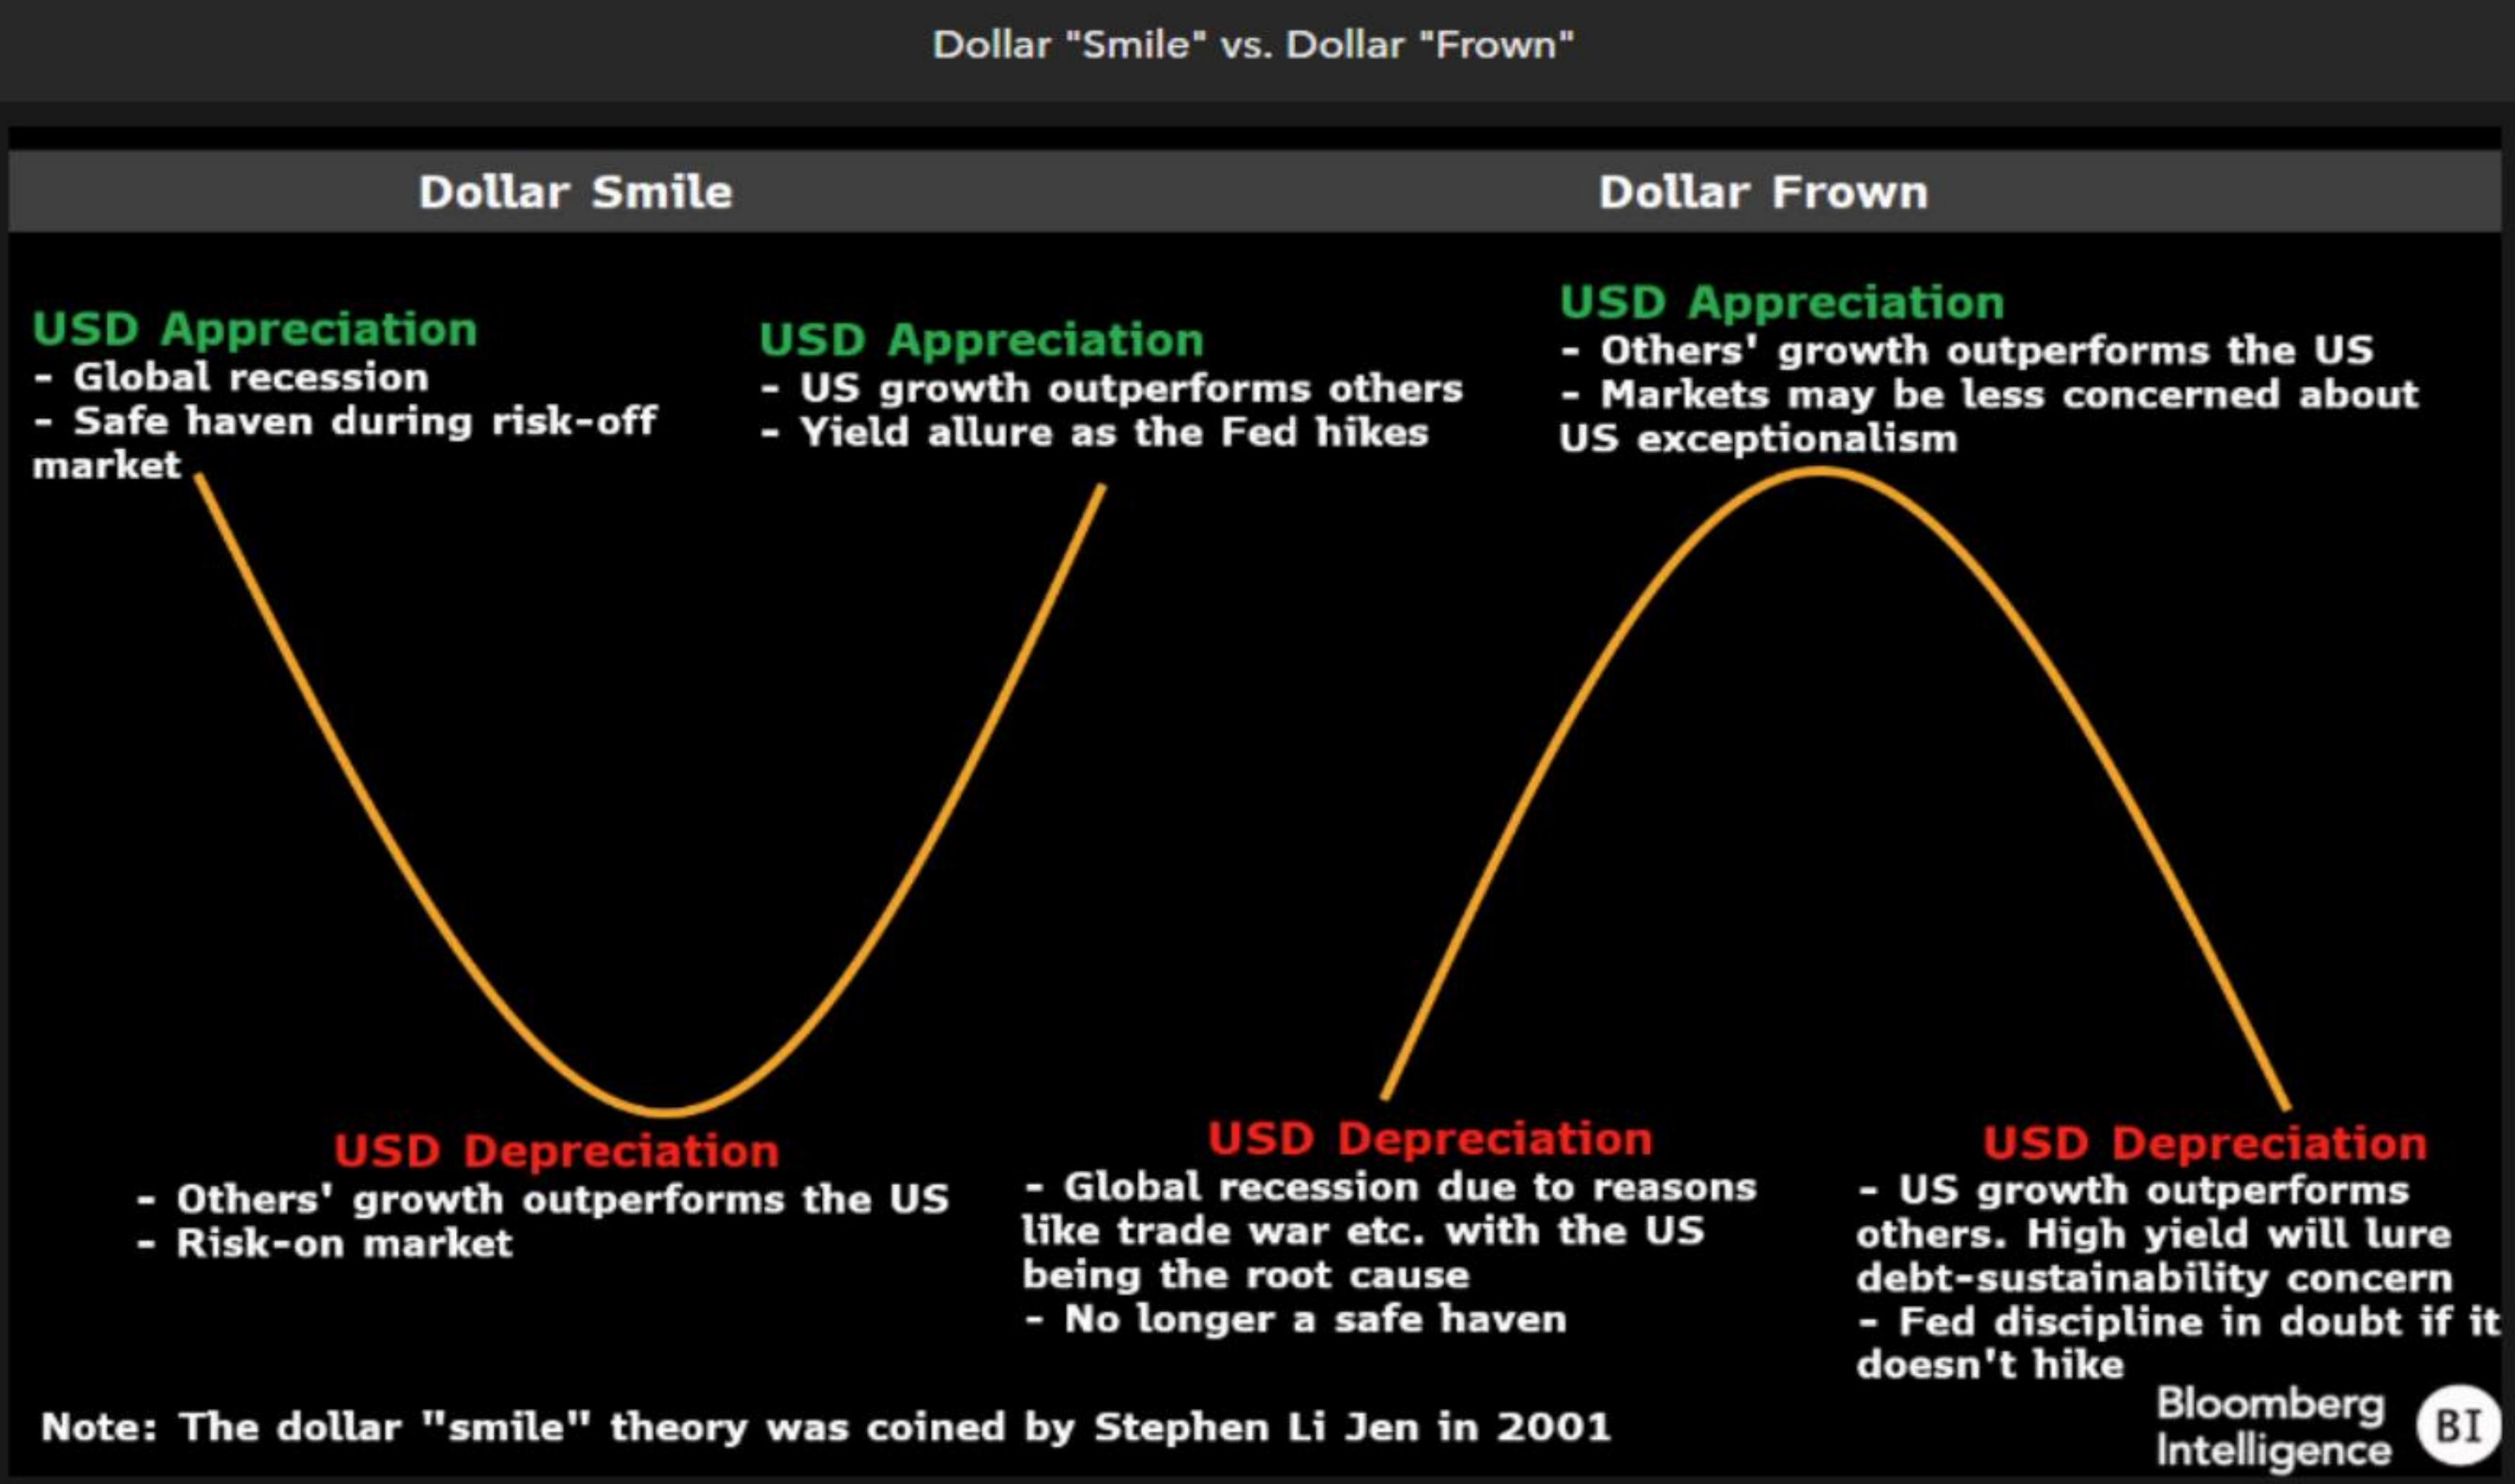 Dollar "Smile" vs. Dollar "Frown"
Dollar Smile
Dollar Frown
USD Appreciation
- Global recession
- Safe haven during risk-off
market
USD Appreciation
- US growth outperforms others
- Yield allure as the Fed hikes
USD Appreciation
- Others' growth outperforms the US
- Markets may be less concerned about
US exceptionalism
USD Depreciation
- Others' growth outperforms the US
- Risk-on market
USD Depreciation
- Global recession due to reasons
like trade war etc. with the US
being the root cause
- No longer a safe haven
USD Depreciation
- US growth outperforms
others. High yield will lure
debt-sustainability concern
- Fed discipline in doubt if it
doesn't hike
Note: The dollar "smile" theory was coined by Stephen Li Jen in 2001
Bloomberg
Intelligence
BI